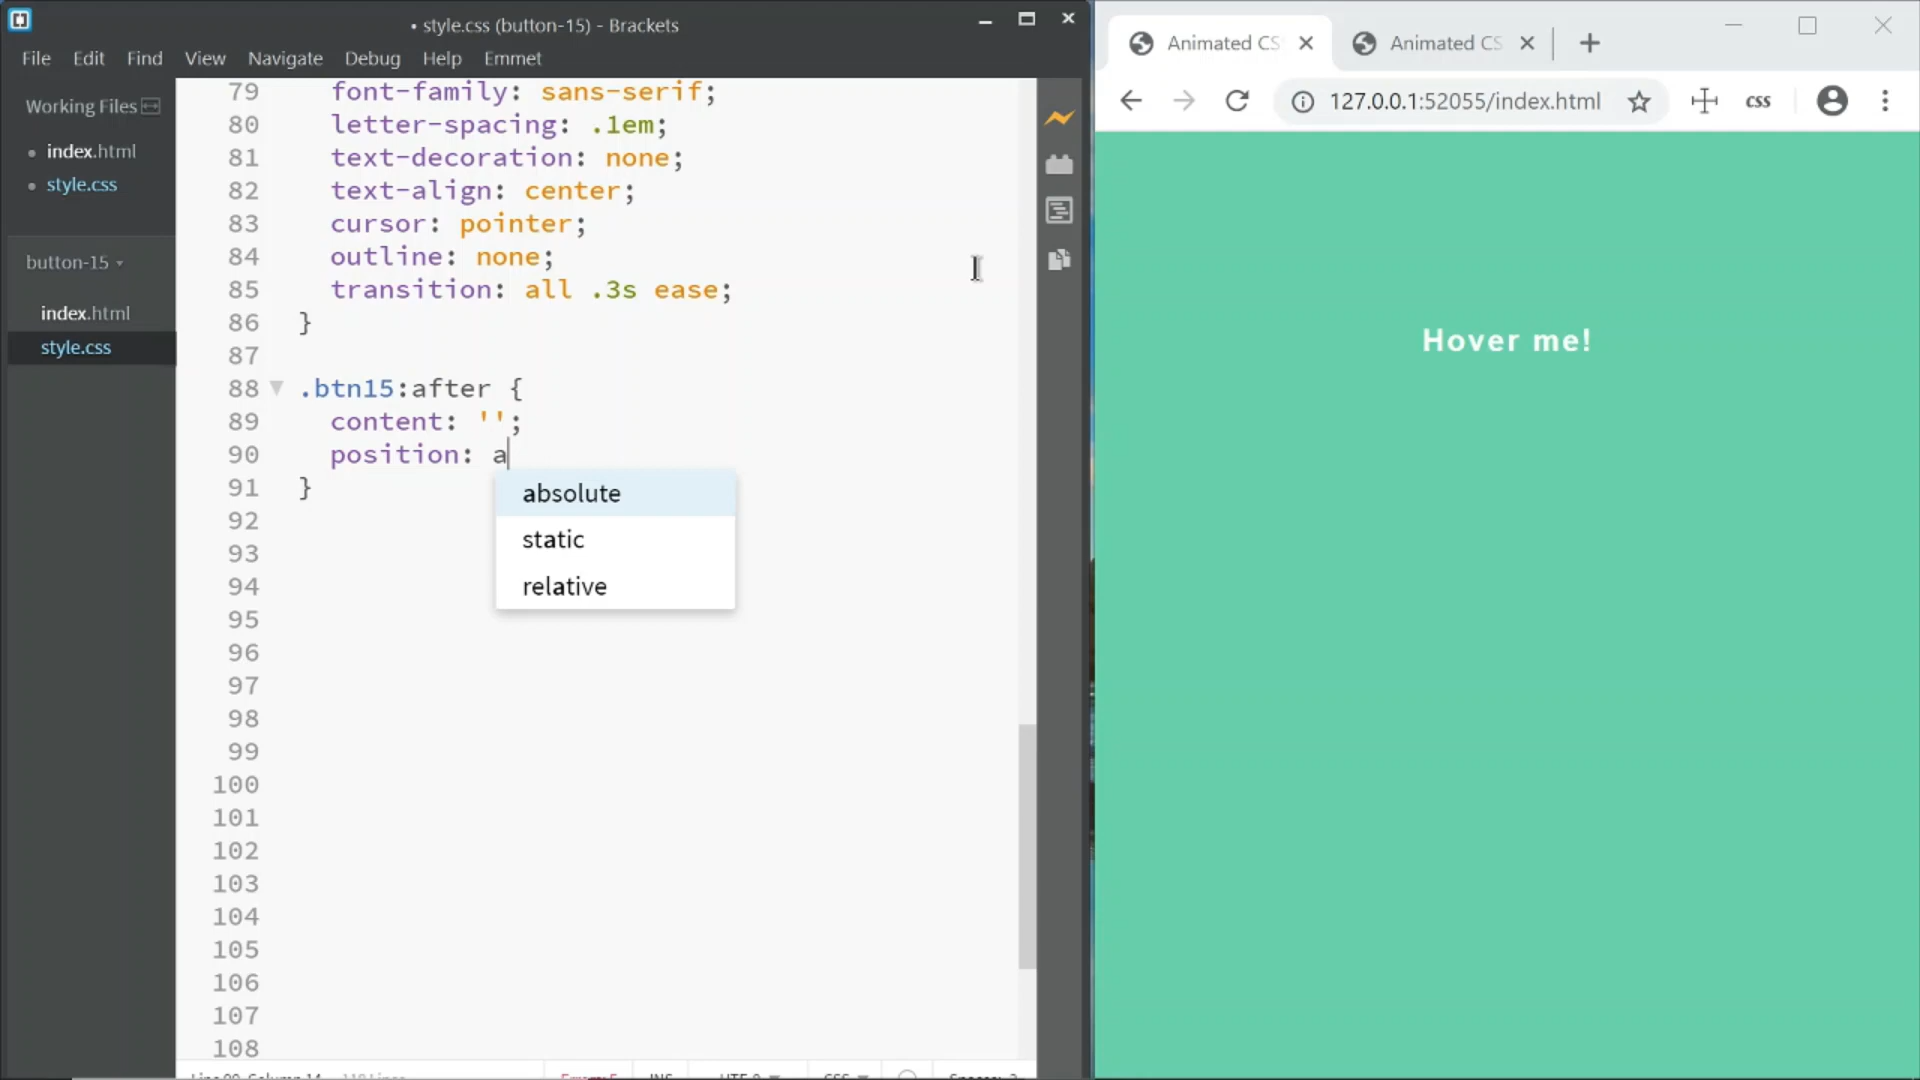 • style.css (button-15) - Brackets
File Edit Find View Navigate Debug Help Emmet
Working Files
• index.html
• style.css
button-15
index.html
style.css
79 font-family: sans-serif;
80 letter-spacing: .1em;
81 text-decoration: none;
82 text-align: center;
83 cursor: pointer;
84 outline: none;
85 transition: all .3s ease;
86 }
87
88 .btn15:after {
89 content: '';
90 position: a
91 }
92
93
94
95
96
97
98
99
100
101
102
103
104
105
106
107
108
absolute
static
relative
Animated CS
Animated CS
127.0.0.1:52055/index.html
css
Hover me!